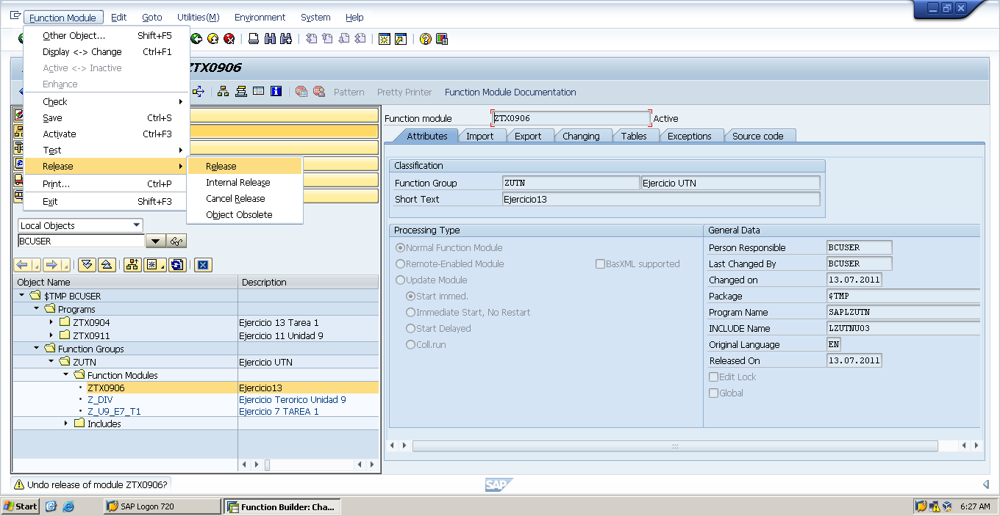 Function Module Edit Goto Utilities(M) Environment System Help
Other Object... Shift+F5
Display <-> Change Ctrl+F1
Active <-> Inactive
Enhance
Check
Save Ctrl+S
Activate Ctrl+F3
Test
Release
Print... Ctrl+P
Exit Shift+F3
Release
Internal Release
Cancel Release
Object Obsolete
ZTX0906
Pattern Pretty Printer Function Module Documentation
Local Objects
BCUSER
Object Name Description
$TMP BCUSER
Programs
ZTX0904 Ejercicio 13 Tarea 1
ZTX0911 Ejercicio 11 Unidad 9
Function Groups
ZUTN Ejercicio UTN
Function Modules
ZTX0906 Ejercicio13
Z_DIV Ejercicio Terorico Unidad 9
Z_U9_E7_T1 Ejercicio 7 TAREA 1
Includes
Function module ZTX0906 Active
Attributes Import Export Changing Tables Exceptions Source code
Classification
Function Group ZUTN Ejercicio UTN
Short Text Ejercicio13
Processing Type
Normal Function Module
Remote-Enabled Module BasXML supported
Update Module
Start immed.
Immediate Start, No Restart
Start Delayed
Coll.run
General Data
Person Responsible BCUSER
Last Changed By BCUSER
Changed on 13.07.2011
Package $TMP
Program Name SAPLZUTN
INCLUDE Name LZUTNU03
Original Language EN
Released On 13.07.2011
Edit Lock
Global
Undo release of module ZTX0906?
SAP
Start SAP Logon 720 Function Builder: Cha... 6:27 AM